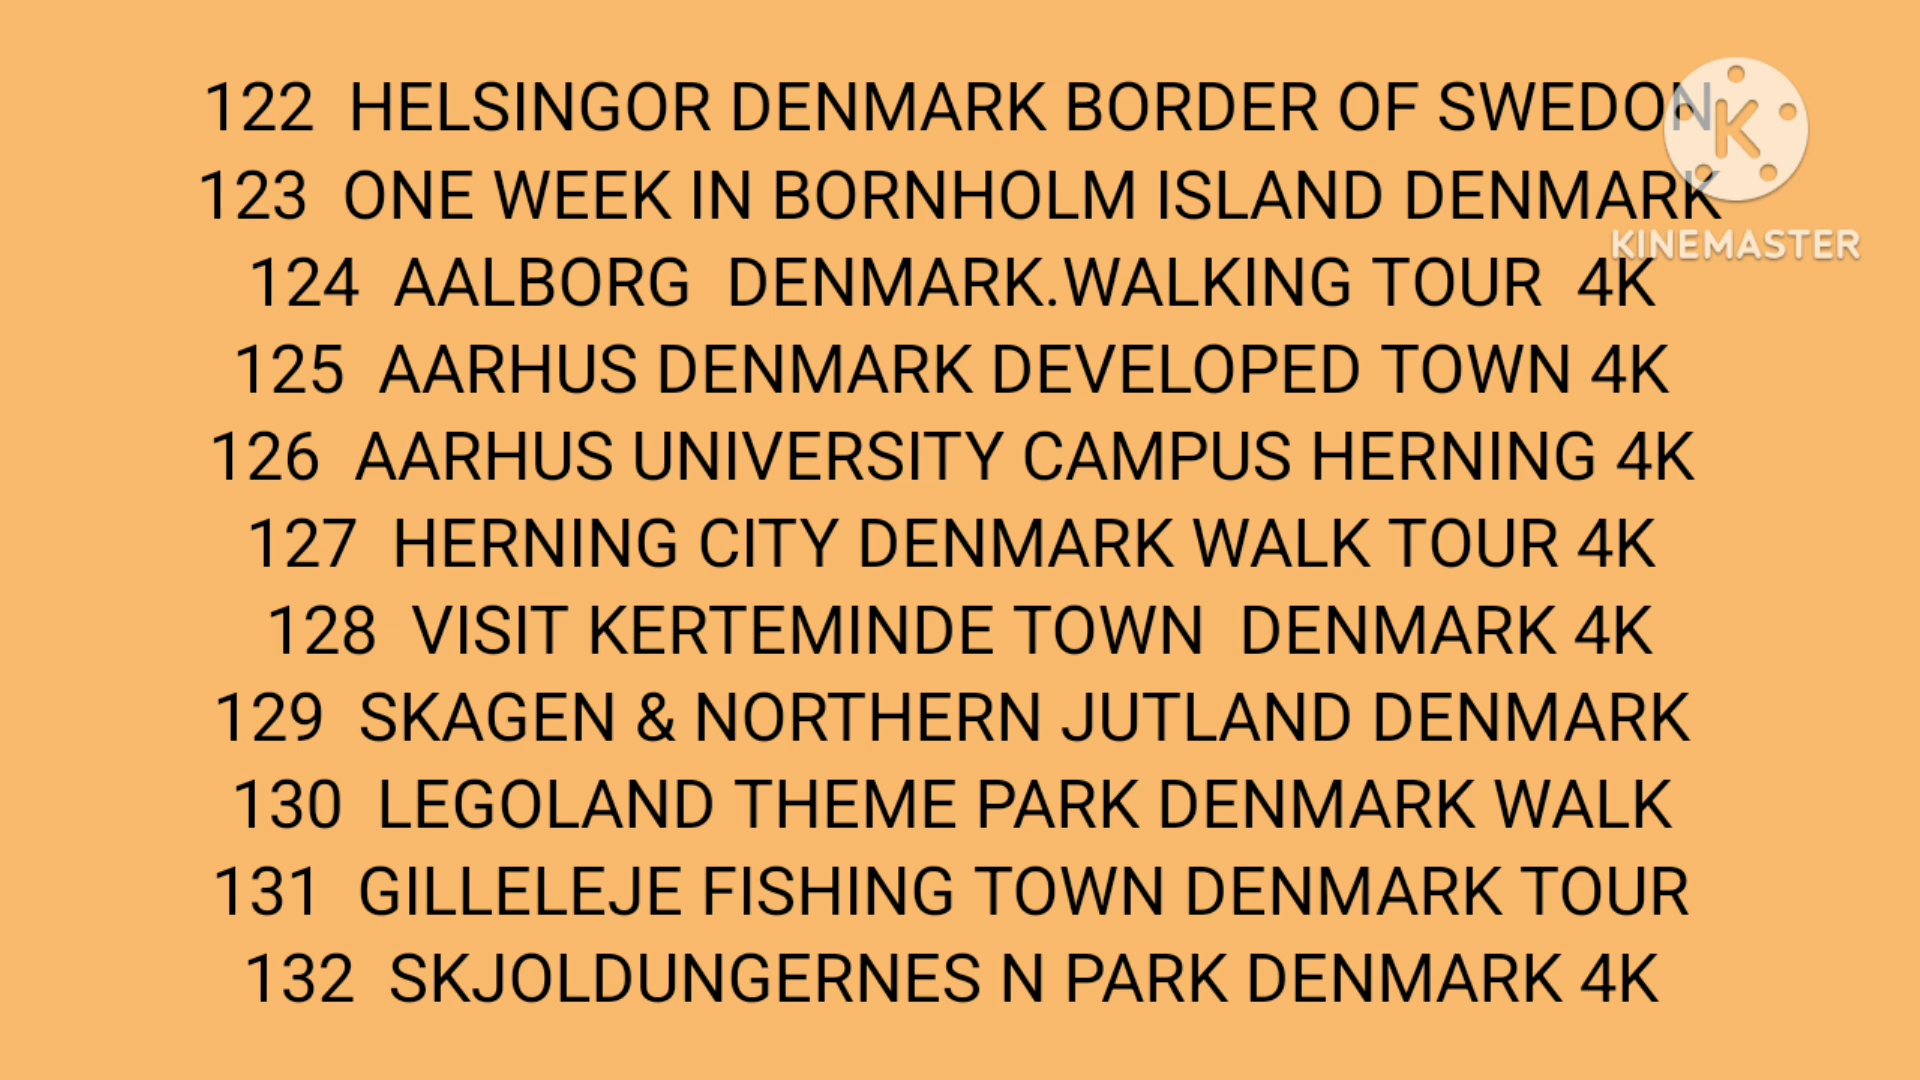 122 HELSINGOR DENMARK BORDER OF SWEDON
123 ONE WEEK IN BORNHOLM ISLAND DENMARK
KINEMASTER
124 AALBORG DENMARK.WALKING TOUR 4K
125 AARHUS DENMARK DEVELOPED TOWN 4K
126 AARHUS UNIVERSITY CAMPUS HERNING 4K
127 HERNING CITY DENMARK WALK TOUR 4K
128 VISIT KERTEMINDE TOWN DENMARK 4K
129 SKAGEN & NORTHERN JUTLAND DENMARK
130 LEGOLAND THEME PARK DENMARK WALK
131 GILLELEJE FISHING TOWN DENMARK TOUR
132 SKJOLDUNGERNES N PARK DENMARK 4K